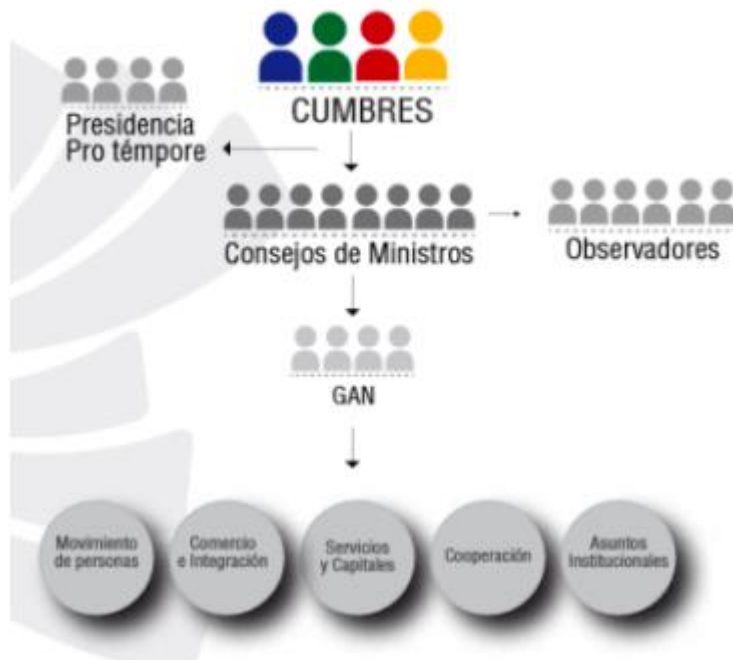 CUMBRES
Presidencia
Pro témpore
Consejos de Ministros
Observadores
GAN
Movimiento
de personas
Comercio
e Integración
Servicios
y Capitales
Cooperación
Asuntos
Institucionales